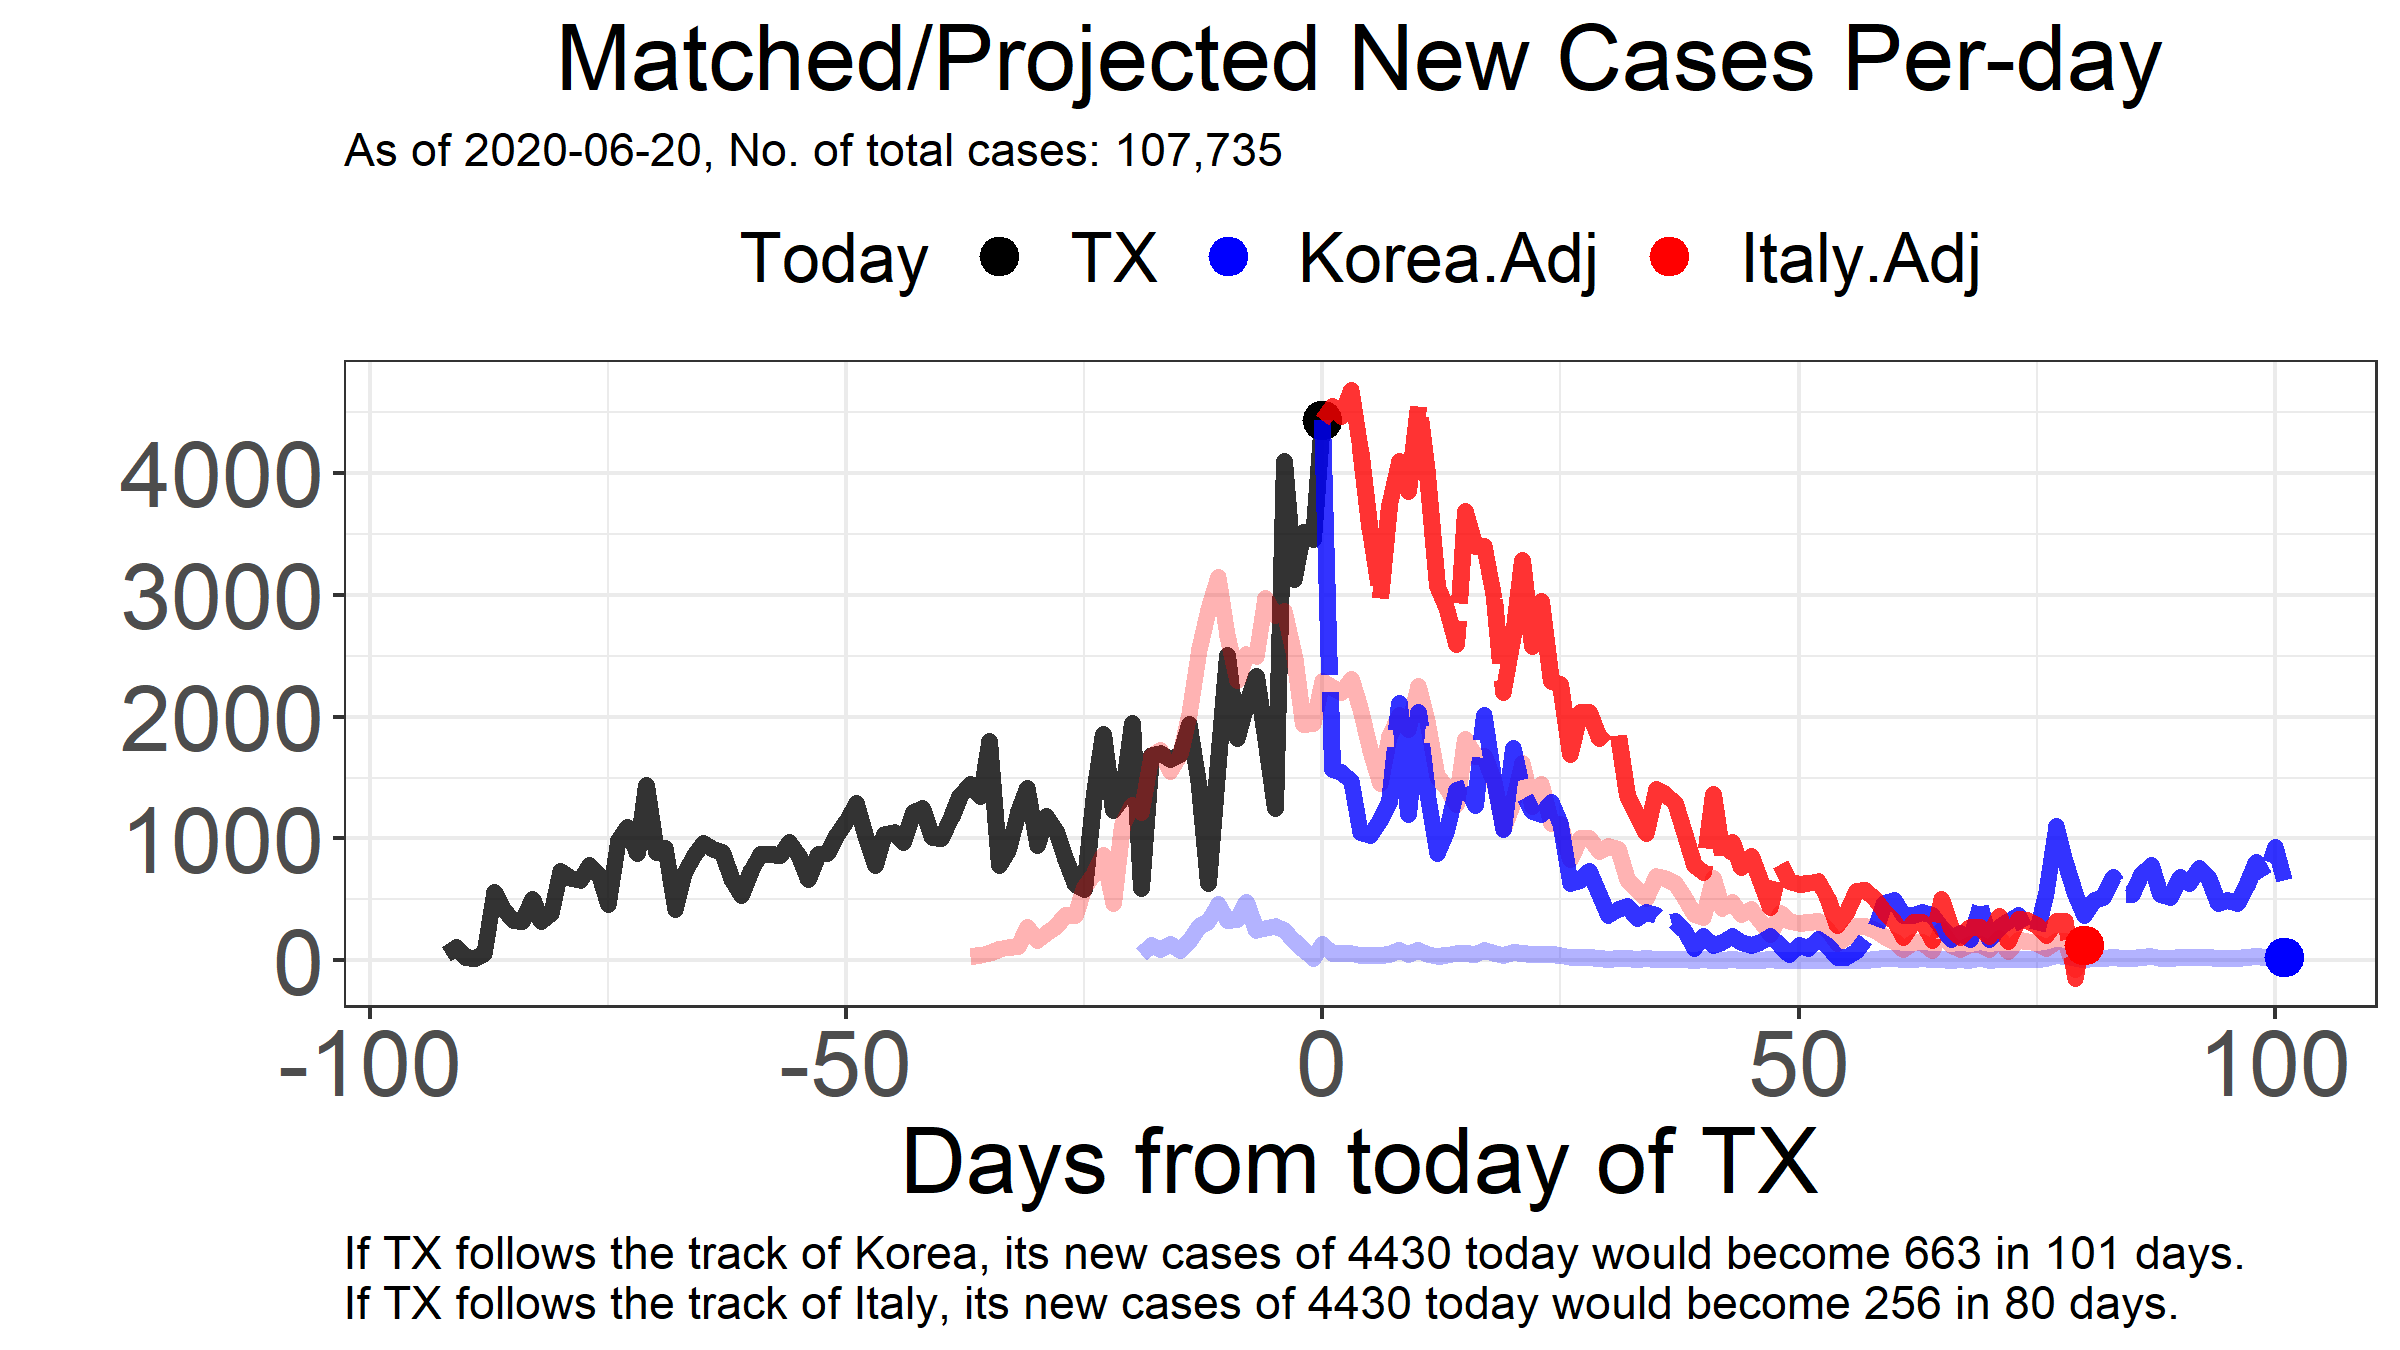 Matched/Projected New Cases Per-day
As of 2020-06-20, No. of total cases: 107,735
Today TX Korea.Adj Italy.Adj
4000
3000
2000
1000
0
-100 -50 0 50 100
Days from today of TX
If TX follows the track of Korea, its new cases of 4430 today would become 663 in 101 days.
If TX follows the track of Italy, its new cases of 4430 today would become 256 in 80 days.